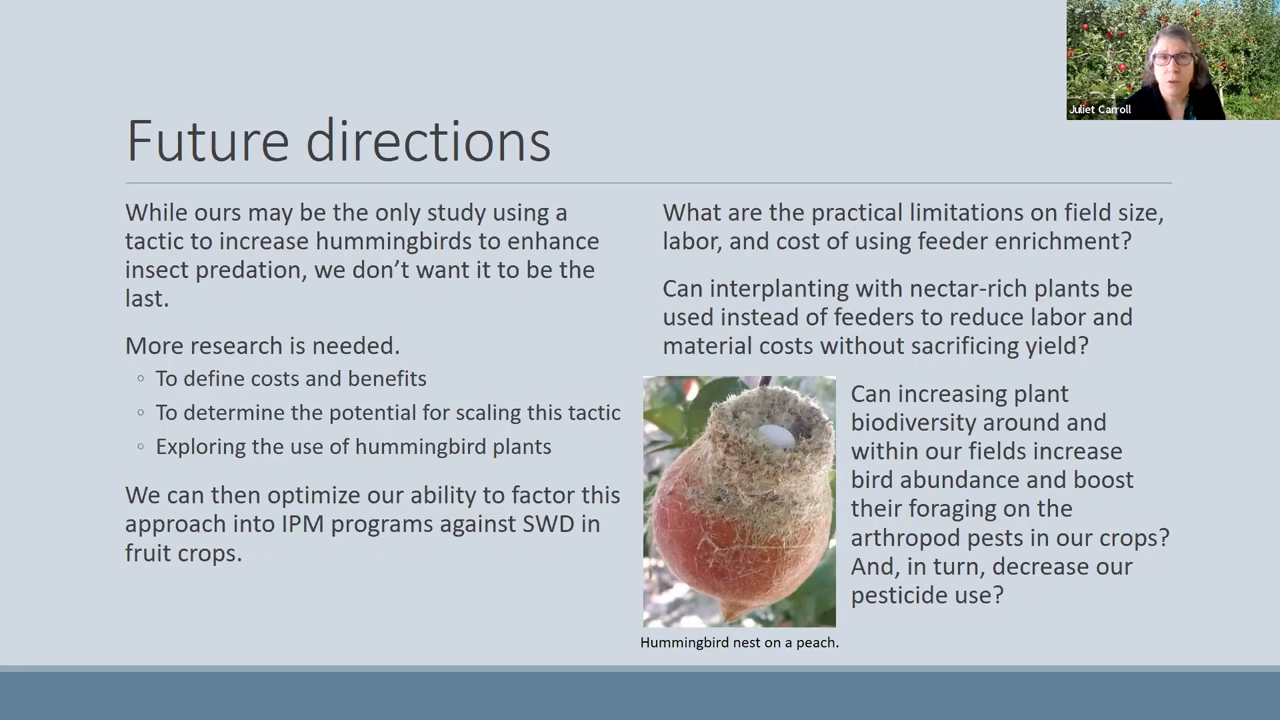 Juliet Carroll
Future directions
While ours may be the only study using a
tactic to increase hummingbirds to enhance
insect predation, we don’t want it to be the
last.
More research is needed.
◦ To define costs and benefits
◦ To determine the potential for scaling this tactic
◦ Exploring the use of hummingbird plants
We can then optimize our ability to factor this
approach into IPM programs against SWD in
fruit crops.
What are the practical limitations on field size,
labor, and cost of using feeder enrichment?
Can interplanting with nectar-rich plants be
used instead of feeders to reduce labor and
material costs without sacrificing yield?
Can increasing plant
biodiversity around and
within our fields increase
bird abundance and boost
their foraging on the
arthropod pests in our crops?
And, in turn, decrease our
pesticide use?
Hummingbird nest on a peach.